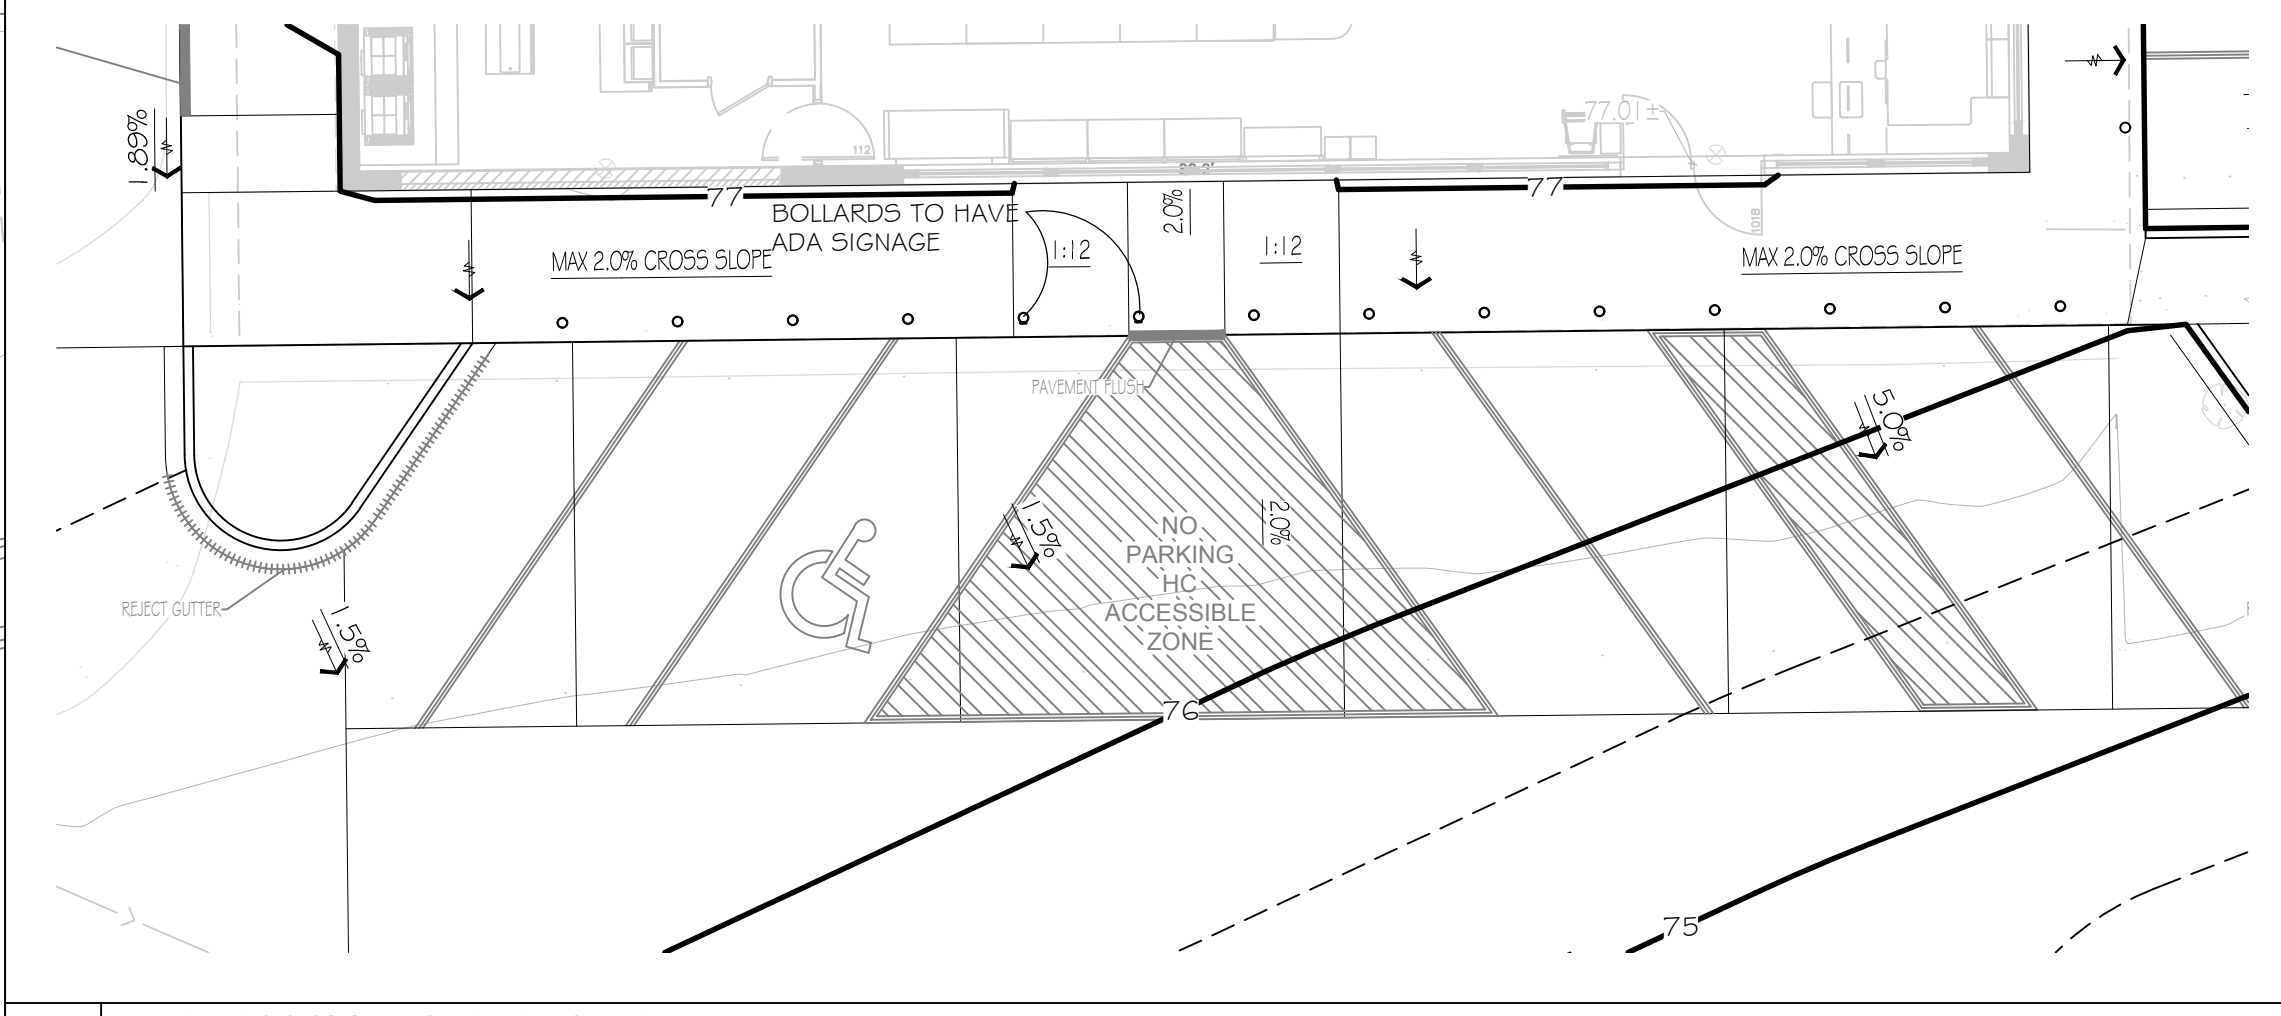 77.01±
1.89%
112
77
77
2.0%
101B
BOLLARDS TO HAVE
ADA SIGNAGE
MAX 2.0% CROSS SLOPE
1:12
1:12
MAX 2.0% CROSS SLOPE
PAVEMENT FLUSH
5.0%
1.5%
2.0%
NO
PARKING
HC
ACCESSIBLE
ZONE
REJECT GUTTER
1.5%
76
75